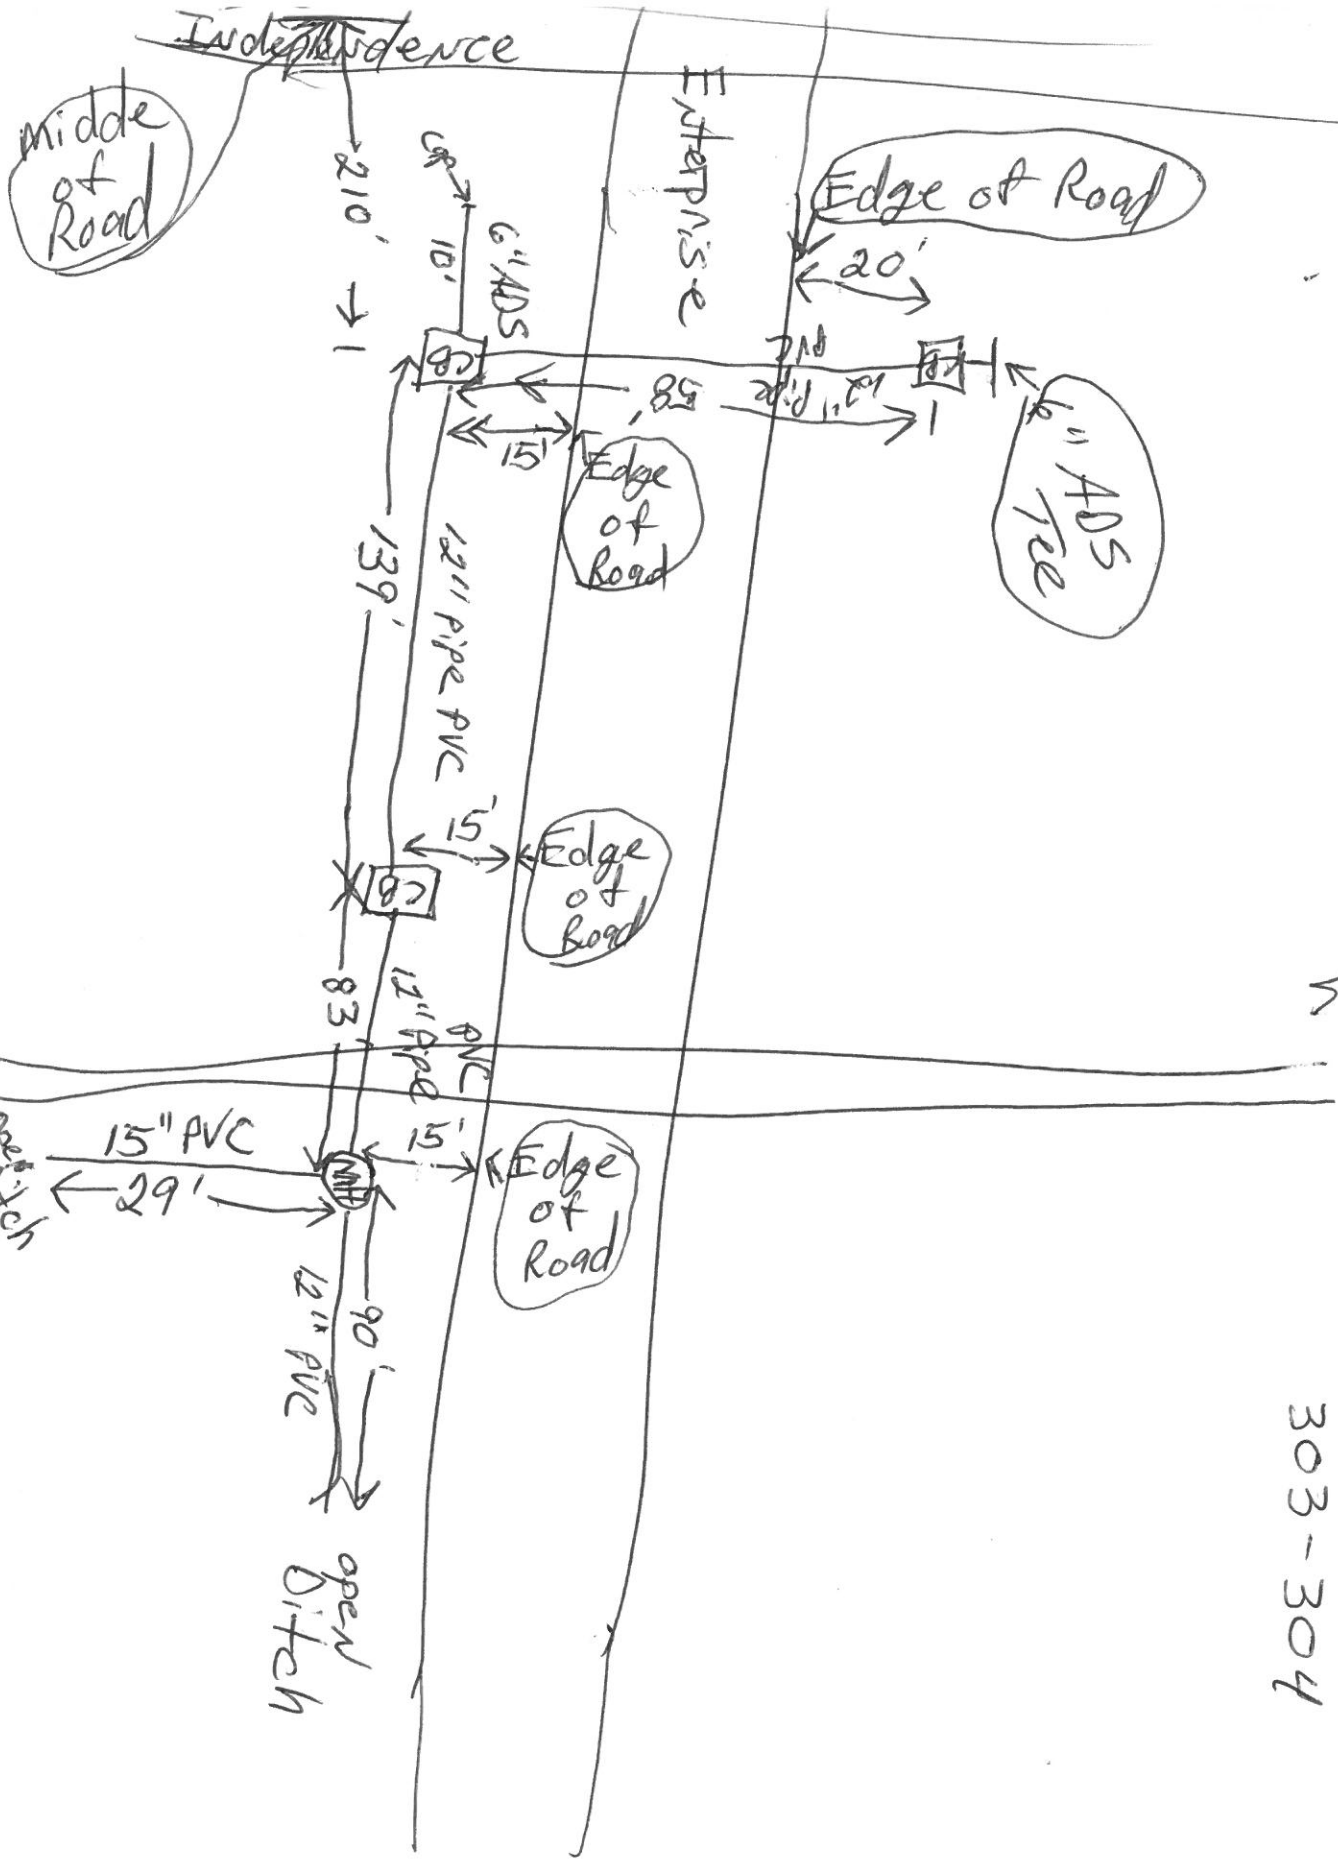 Independence
midde
of
Road
210'
Cap
10'
6" ADS
Enterprise
Edge of Road
20'
CB
58'
12" Pipe
PVC
CB
6" ADS
Tee
15'
Edge
of
Road
139'
12" Pipe PVC
15'
Edge
of
Road
CB
83'
12" Pipe
PVC
15" PVC
29'
MH
15'
Edge
of
Road
90'
12" PVC
open
Ditch
303-304